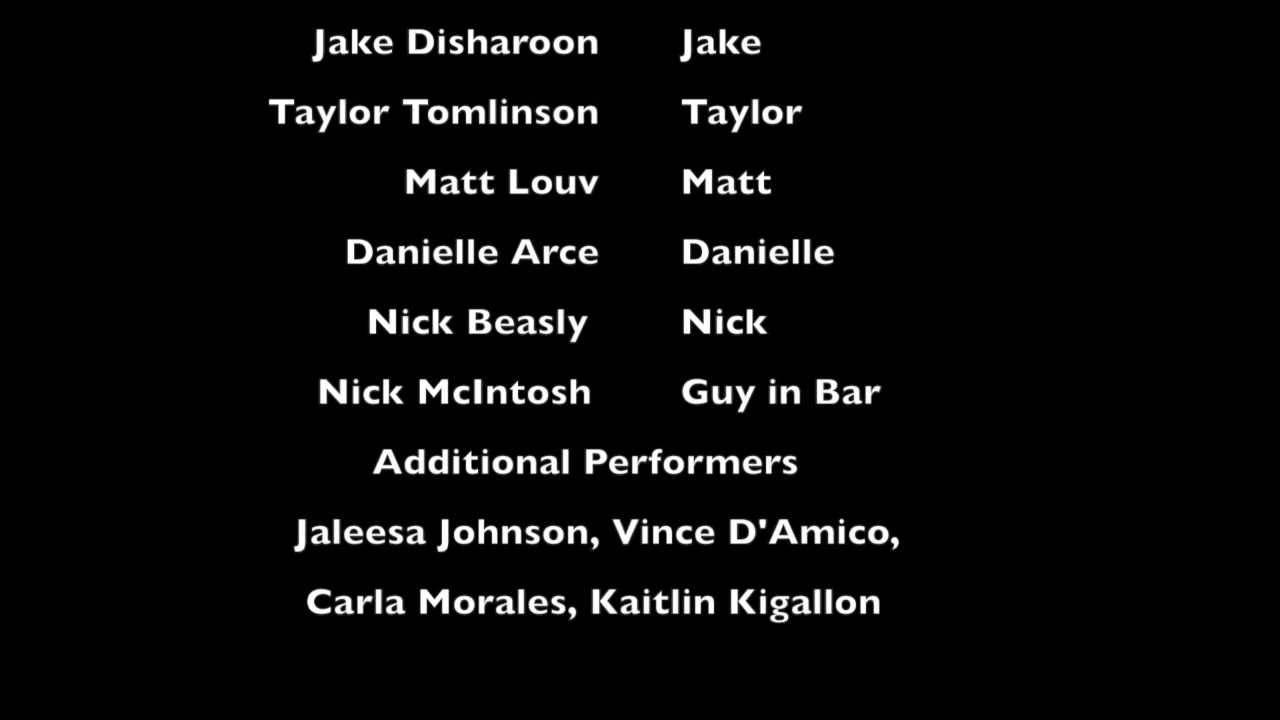 Jake Disharoon Jake
Taylor Tomlinson Taylor
Matt Louv Matt
Danielle Arce Danielle
Nick Beasly Nick
Nick McIntosh Guy in Bar
Additional Performers
Jaleesa Johnson, Vince D'Amico,
Carla Morales, Kaitlin Kigallon